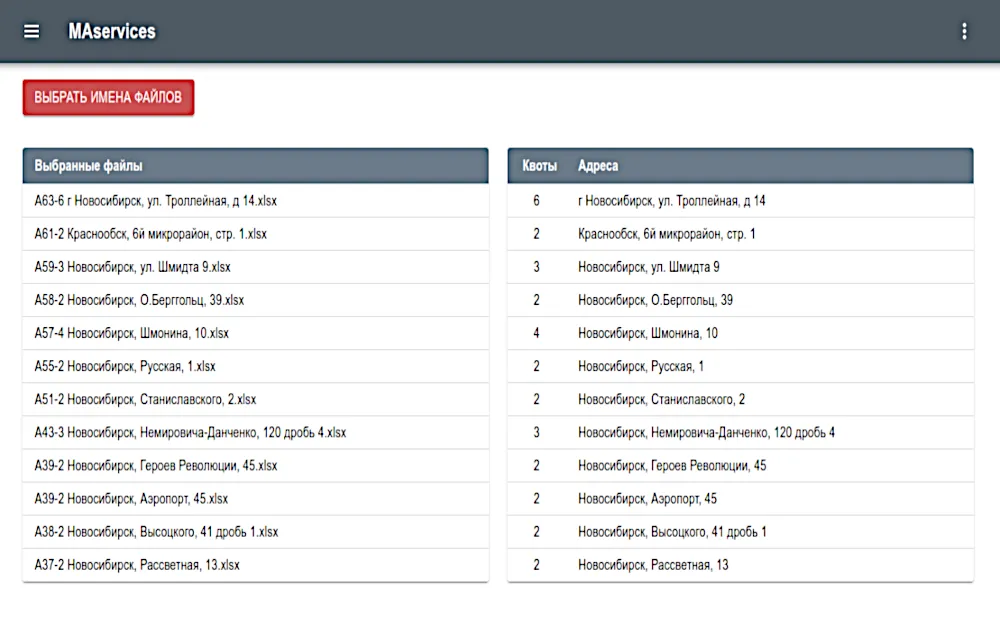 MAservices
ВЫБРАТЬ ИМЕНА ФАЙЛОВ
Выбранные файлы
A63-6 г Новосибирск, ул. Троллейная, д 14.xlsx
A61-2 Краснообск, 6й микрорайон, стр. 1.xlsx
A59-3 Новосибирск, ул. Шмидта 9.xlsx
A58-2 Новосибирск, О.Берггольц, 39.xlsx
A57-4 Новосибирск, Шмонина, 10.xlsx
A55-2 Новосибирск, Русская, 1.xlsx
A51-2 Новосибирск, Станиславского, 2.xlsx
A43-3 Новосибирск, Немировича-Данченко, 120 дробь 4.xlsx
A39-2 Новосибирск, Героев Революции, 45.xlsx
A39-2 Новосибирск, Аэропорт, 45.xlsx
A38-2 Новосибирск, Высоцкого, 41 дробь 1.xlsx
A37-2 Новосибирск, Рассветная, 13.xlsx
Квоты Адреса
6 г Новосибирск, ул. Троллейная, д 14
2 Краснообск, 6й микрорайон, стр. 1
3 Новосибирск, ул. Шмидта 9
2 Новосибирск, О.Берггольц, 39
4 Новосибирск, Шмонина, 10
2 Новосибирск, Русская, 1
2 Новосибирск, Станиславского, 2
3 Новосибирск, Немировича-Данченко, 120 дробь 4
2 Новосибирск, Героев Революции, 45
2 Новосибирск, Аэропорт, 45
2 Новосибирск, Высоцкого, 41 дробь 1
2 Новосибирск, Рассветная, 13